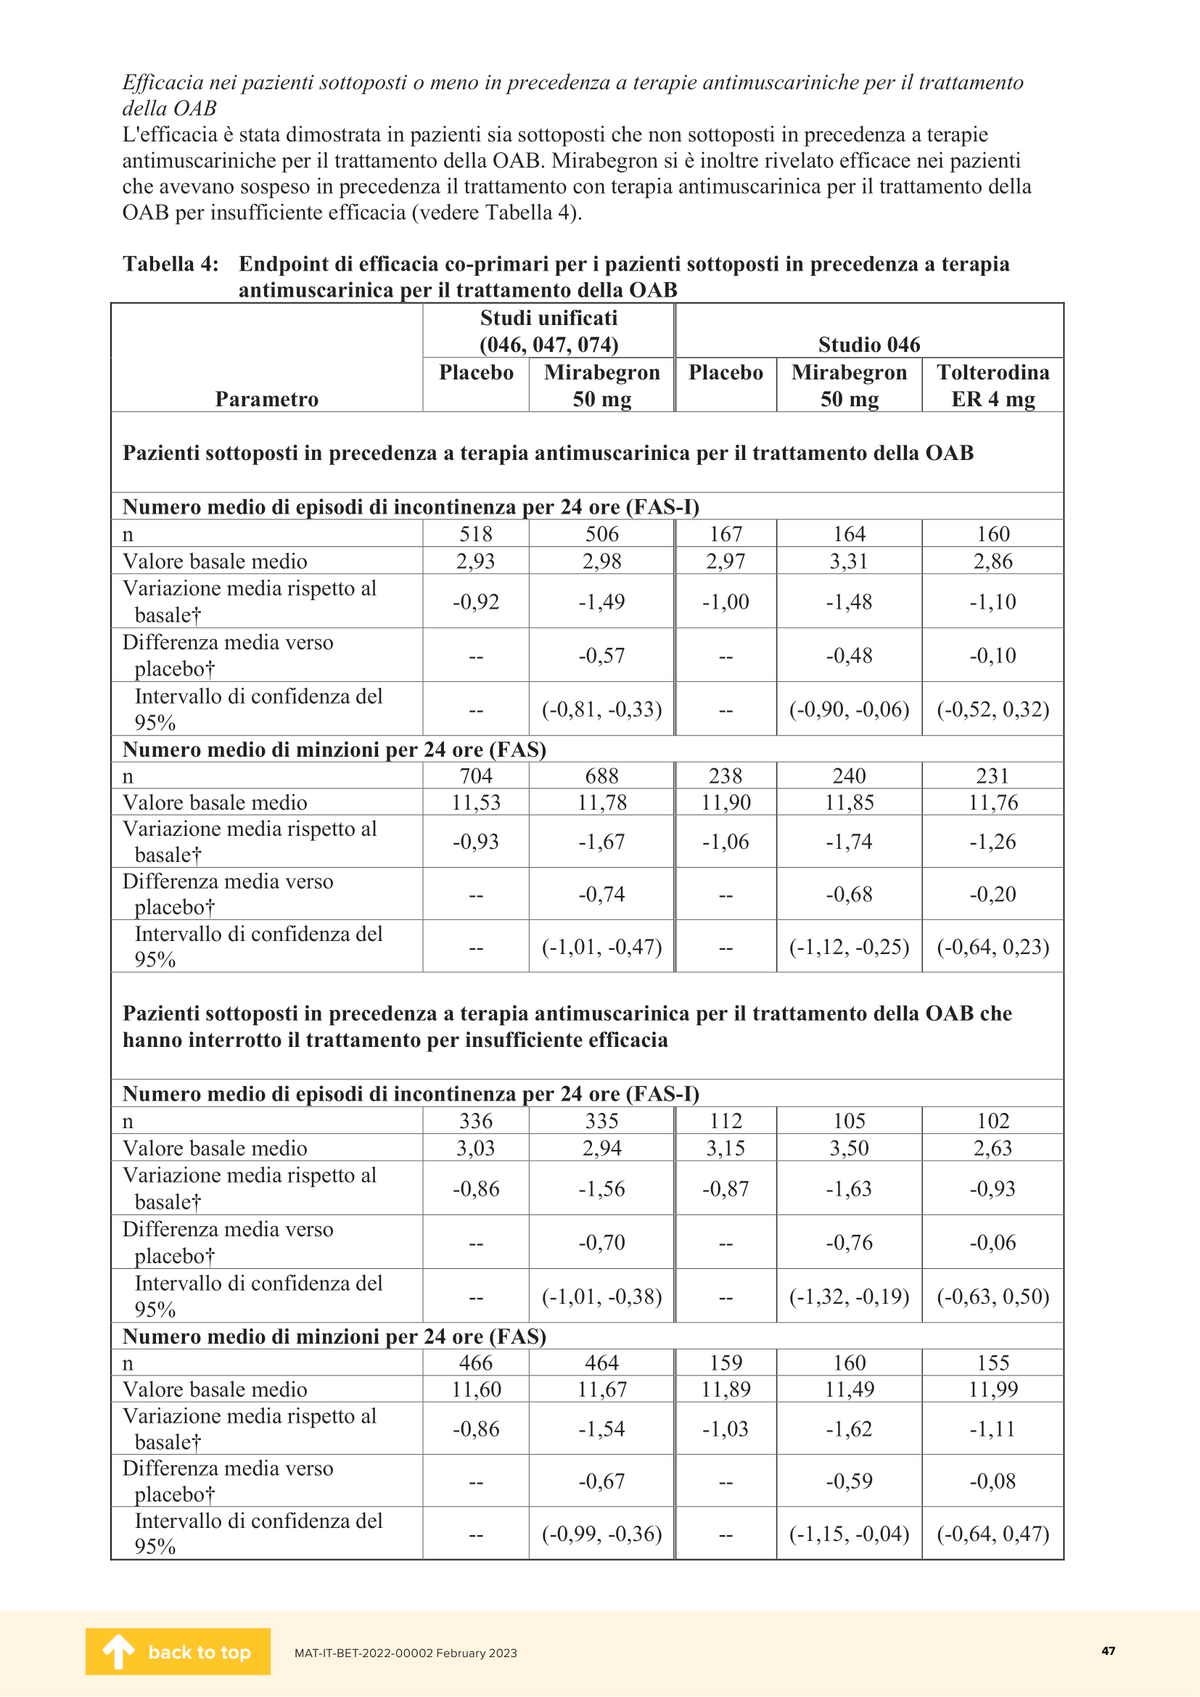 Efficacia nei pazienti sottoposti o meno in precedenza a terapie antimuscariniche per il trattamento
della OAB
L'efficacia è stata dimostrata in pazienti sia sottoposti che non sottoposti in precedenza a terapie
antimuscariniche per il trattamento della OAB. Mirabegron si è inoltre rivelato efficace nei pazienti
che avevano sospeso in precedenza il trattamento con terapia antimuscarinica per il trattamento della
OAB per insufficiente efficacia (vedere Tabella 4).
Tabella 4: Endpoint di efficacia co-primari per i pazienti sottoposti in precedenza a terapia
antimuscarinica per il trattamento della OAB
Studi unificati
(046, 047, 074) Studio 046
Placebo Mirabegron Placebo Mirabegron Tolterodina
Parametro 50 mg 50 mg ER 4 mg
Pazienti sottoposti in precedenza a terapia antimuscarinica per il trattamento della OAB
Numero medio di episodi di incontinenza per 24 ore (FAS-I)
n 518 506 167 164 160
Valore basale medio 2,93 2,98 2,97 3,31 2,86
Variazione media rispetto al
basale† -0,92 -1,49 -1,00 -1,48 -1,10
Differenza media verso
placebo† -- -0,57 -- -0,48 -0,10
Intervallo di confidenza del
95% -- (-0,81, -0,33) -- (-0,90, -0,06) (-0,52, 0,32)
Numero medio di minzioni per 24 ore (FAS)
n 704 688 238 240 231
Valore basale medio 11,53 11,78 11,90 11,85 11,76
Variazione media rispetto al
basale† -0,93 -1,67 -1,06 -1,74 -1,26
Differenza media verso
placebo† -- -0,74 -- -0,68 -0,20
Intervallo di confidenza del
95% -- (-1,01, -0,47) -- (-1,12, -0,25) (-0,64, 0,23)
Pazienti sottoposti in precedenza a terapia antimuscarinica per il trattamento della OAB che
hanno interrotto il trattamento per insufficiente efficacia
Numero medio di episodi di incontinenza per 24 ore (FAS-I)
n 336 335 112 105 102
Valore basale medio 3,03 2,94 3,15 3,50 2,63
Variazione media rispetto al
basale† -0,86 -1,56 -0,87 -1,63 -0,93
Differenza media verso
placebo† -- -0,70 -- -0,76 -0,06
Intervallo di confidenza del
95% -- (-1,01, -0,38) -- (-1,32, -0,19) (-0,63, 0,50)
Numero medio di minzioni per 24 ore (FAS)
n 466 464 159 160 155
Valore basale medio 11,60 11,67 11,89 11,49 11,99
Variazione media rispetto al
basale† -0,86 -1,54 -1,03 -1,62 -1,11
Differenza media verso
placebo† -- -0,67 -- -0,59 -0,08
Intervallo di confidenza del
95% -- (-0,99, -0,36) -- (-1,15, -0,04) (-0,64, 0,47)
back to top MAT-IT-BET-2022-00002 February 2023 47